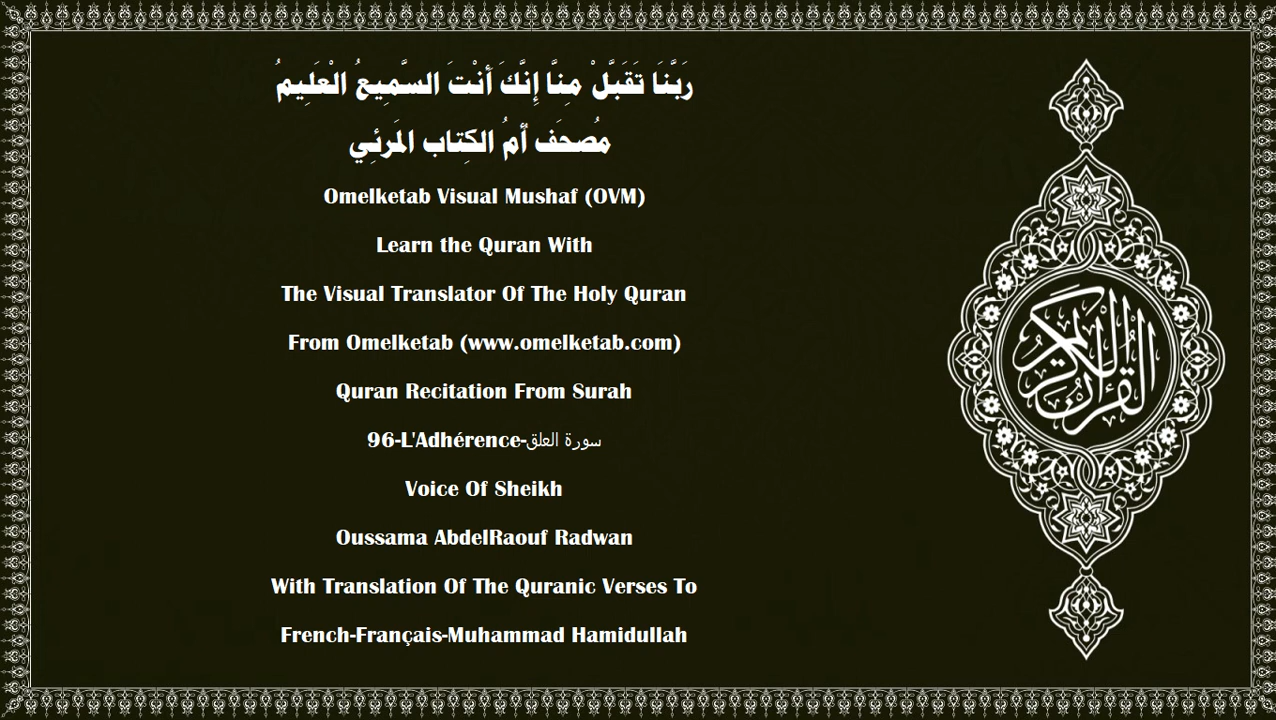 رَبَّنَا تَقَبَّلْ مِنَّا إِنَّكَ أَنْتَ السَّمِيعُ الْعَلِيمُ
مُصحَف أمُ الكِتاب المَرئِي
Omelketab Visual Mushaf (OVM)
Learn the Quran With
The Visual Translator Of The Holy Quran
From Omelketab (www.omelketab.com)
Quran Recitation From Surah
96-L'Adhérence-سورة العلق
Voice Of Sheikh
Oussama AbdelRaouf Radwan
With Translation Of The Quranic Verses To
French-Français-Muhammad Hamidullah
القرآن الكريم